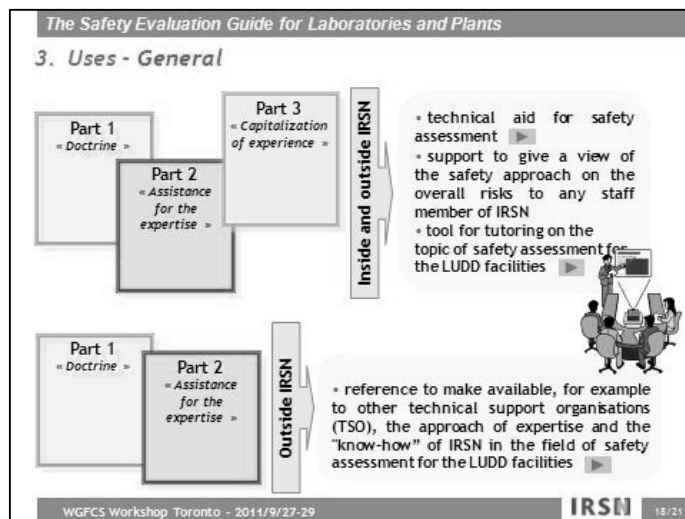 The Safety Evaluation Guide for Laboratories and Plants
3. Uses - General
Part 1
« Doctrine »
Part 2
« Assistance
for the
expertise »
Part 3
« Capitalization
of experience »
Inside and outside IRSN
• technical aid for safety
assessment
• support to give a view of
the safety approach on the
overall risks to any staff
member of IRSN
• tool for tutoring on the
topic of safety assessment for
the LUDD facilities
Part 1
« Doctrine »
Part 2
« Assistance
for the
expertise »
Outside IRSN
• reference to make available, for example
to other technical support organisations
(TSO), the approach of expertise and the
"know-how" of IRSN in the field of safety
assessment for the LUDD facilities
WGFCS Workshop Toronto - 2011/9/27-29
IRSN
18/21